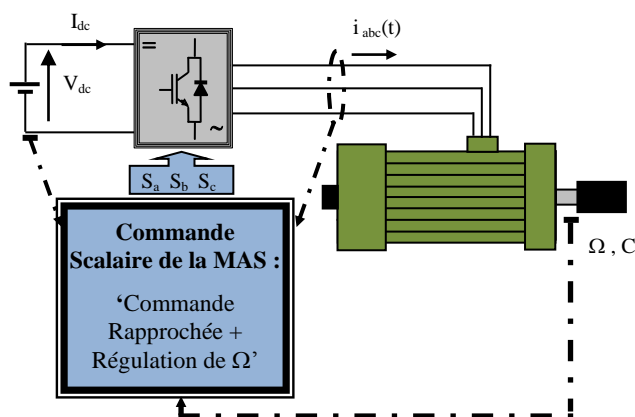 I_dc
i_abc(t)
=
V_dc
~
S_a S_b S_c
Commande
Scalaire de la MAS :
‘Commande
Rapprochée +
Régulation de Ω’
Ω , C